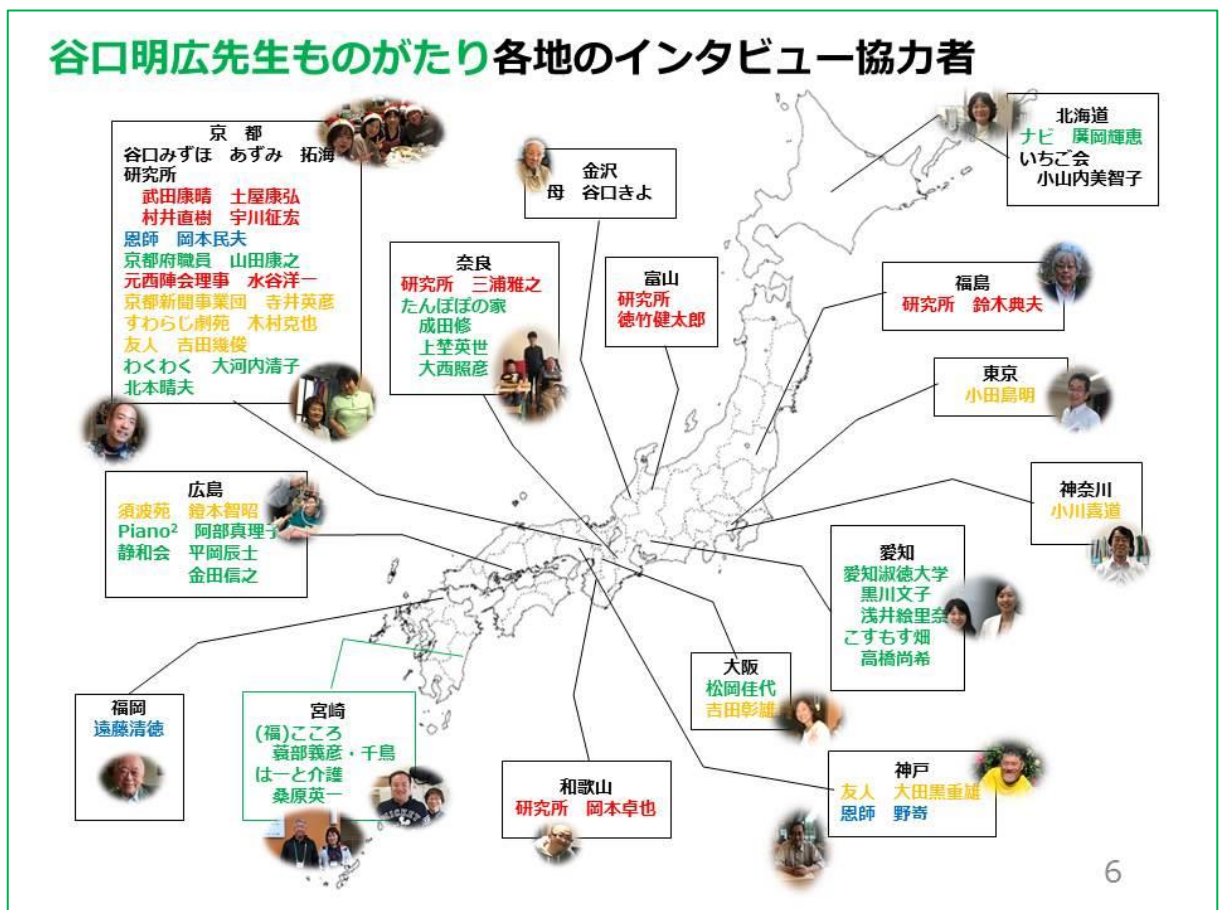 谷口明広先生ものがたり各地のインタビュー協力者
京　都
谷口みずほ　あずみ　拓海
研究所
武田康晴　土屋康弘
村井直樹　宇川征宏
恩師　岡本民夫
京都府職員　山田康之
元西陣会理事　水谷洋一
京都新聞事業団　寺井英彦
すわらじ劇苑　木村克也
友人　吉田幾俊
わくわく　大河内清子
北本晴夫
金沢
母　谷口きよ
北海道
ナビ　廣岡輝恵
いちご会
小山内美智子
奈良
研究所　三浦雅之
たんぽぽの家
成田修
上埜英世
大西照彦
富山
研究所
徳竹健太郎
福島
研究所　鈴木典夫
東京
小田島明
広島
須波苑　鐙本智昭
Piano²　阿部真理子
静和会　平岡辰士
金田信之
神奈川
小川喜道
愛知
愛知淑徳大学
黒川文子
浅井絵里奈
こすもす畑
高橋尚希
大阪
松岡佳代
吉田彰雄
福岡
遠藤清徳
宮崎
(福)こころ
蓑部義彦・千鳥
はーと介護
桑原英一
和歌山
研究所　岡本卓也
神戸
友人　大田黒重雄
恩師　野嵜
6